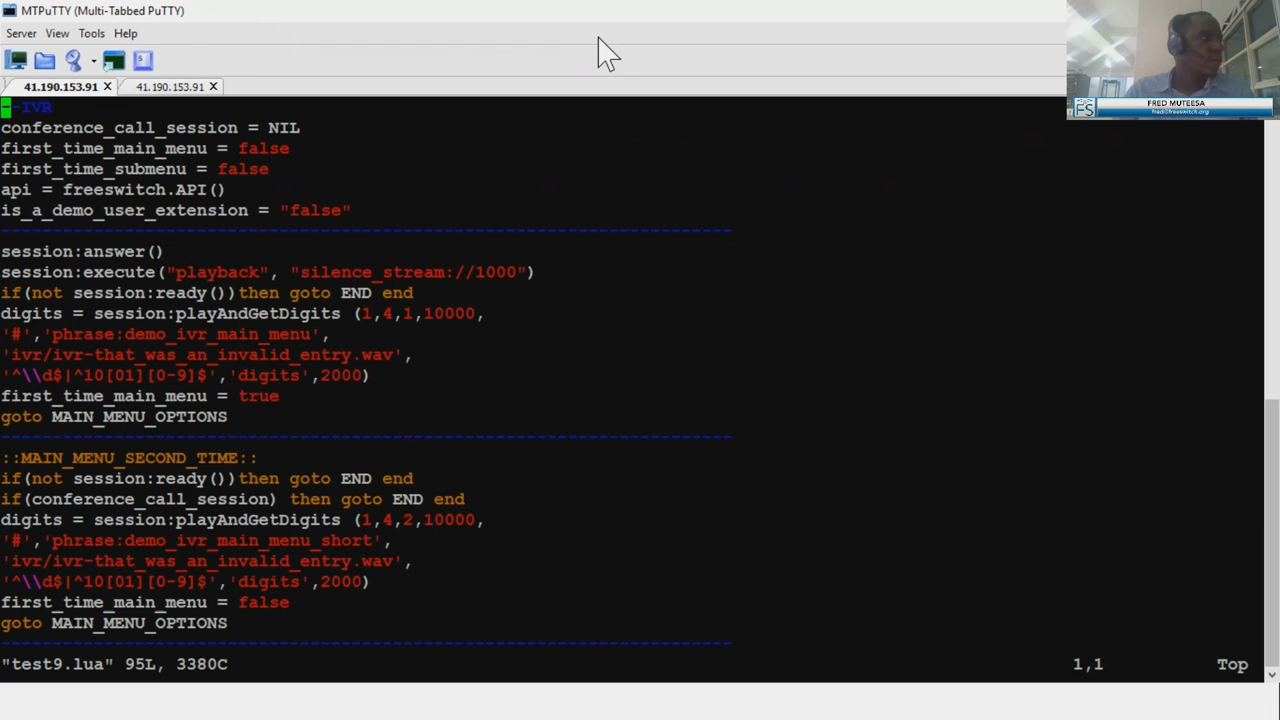 MTPuTTY (Multi-Tabbed PuTTY)
Server View Tools Help
41.190.153.91 41.190.153.91
FRED MUTEESA
fred@freeswitch.org
FS
--IVR
conference_call_session = NIL
first_time_main_menu = false
first_time_submenu = false
api = freeswitch.API()
is_a_demo_user_extension = "false"
-----------------------------------------------------------------------
session:answer()
session:execute("playback", "silence_stream://1000")
if(not session:ready())then goto END end
digits = session:playAndGetDigits (1,4,1,10000,
'#','phrase:demo_ivr_main_menu',
'ivr/ivr-that_was_an_invalid_entry.wav',
'^\\d$|^10[01][0-9]$','digits',2000)
first_time_main_menu = true
goto MAIN_MENU_OPTIONS
-----------------------------------------------------------------------
::MAIN_MENU_SECOND_TIME::
if(not session:ready())then goto END end
if(conference_call_session) then goto END end
digits = session:playAndGetDigits (1,4,2,10000,
'#','phrase:demo_ivr_main_menu_short',
'ivr/ivr-that_was_an_invalid_entry.wav',
'^\\d$|^10[01][0-9]$','digits',2000)
first_time_main_menu = false
goto MAIN_MENU_OPTIONS
-----------------------------------------------------------------------
"test9.lua" 95L, 3380C 1,1 Top